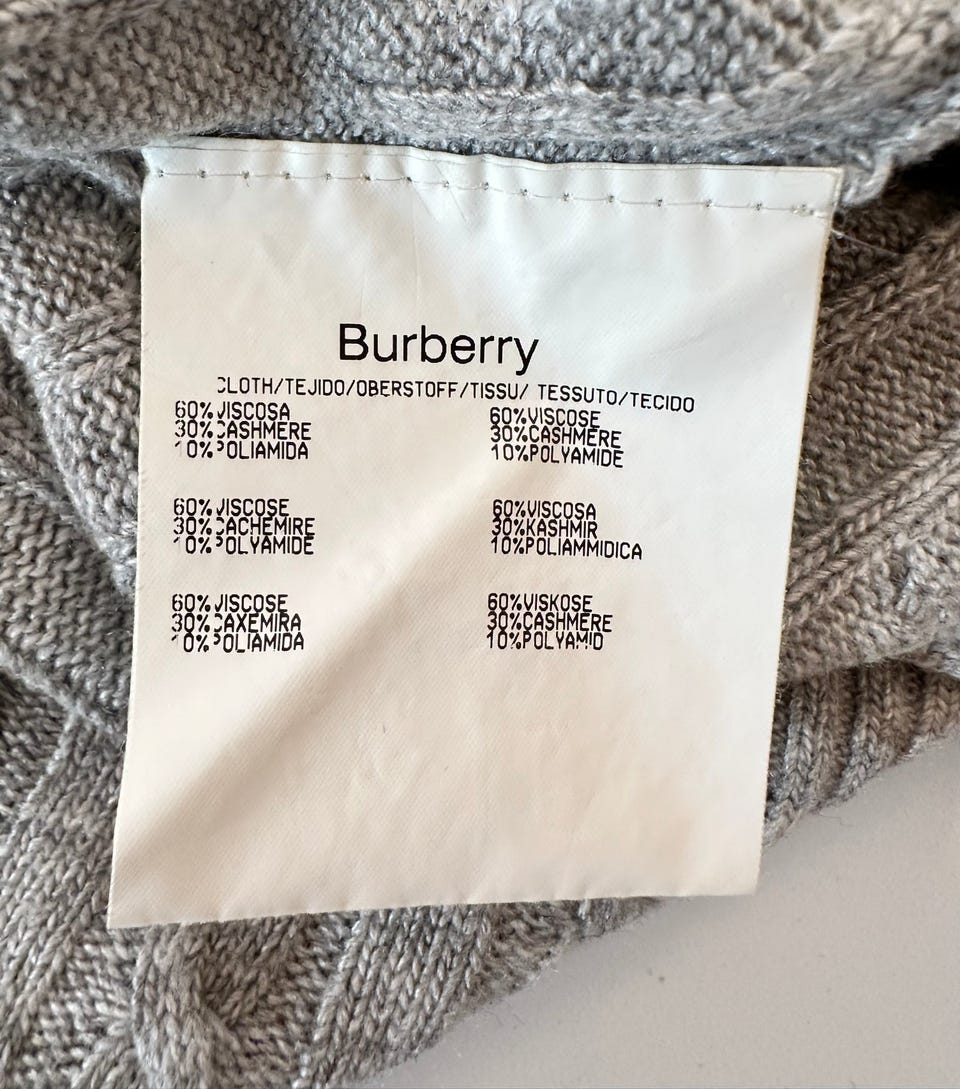 Burberry
CLOTH/TEJIDO/OBERSTOFF/TISSU/ TESSUTO/TECIDO
60%VISCOSA
30%CASHMERE
10%POLIAMIDA
60%VISCOSE
30%CASHMERE
10%POLYAMIDE
60%VISCOSE
30%CACHEMIRE
10%POLYAMIDE
60%VISCOSA
30%KASHMIR
10%POLIAMMIDICA
60%VISCOSE
30%CAXEMIRA
10%POLIAMIDA
60%VISKOSE
30%CASHMERE
10%POLYAMID